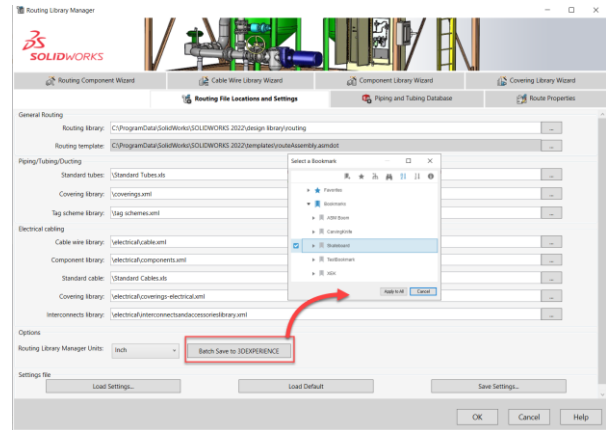 Routing Library Manager
3S
SOLIDWORKS
Routing Component Wizard
Cable Wire Library Wizard
Component Library Wizard
Covering Library Wizard
Routing File Locations and Settings
Piping and Tubing Database
Route Properties
General Routing
Routing library: C:\ProgramData\SolidWorks\SOLIDWORKS 2022\design library\routing ...
Routing template: C:\ProgramData\SolidWorks\SOLIDWORKS 2022\templates\routeAssembly.asmdot ...
Select a Bookmark
Piping/Tubing/Ducting
Standard tubes: \Standard Tubes.xls ...
Favorites
Covering library: \coverings.xml ...
Bookmarks
Tag scheme library: \tag schemes.xml ...
Electrical cabling
Cable wire library: \electrical\cable.xml ...
Skateboard
Component library: \electrical\components.xml ...
TestBookmark
Standard cable: \Standard Cables.xls ...
XEN
Covering library: \electrical\coverings-electrical.xml ...
Apply to All Cancel
Interconnects library: \electrical\interconnectsandaccessorieslibrary.xml ...
Options
Routing Library Manager Units: Inch Batch Save to 3DEXPERIENCE
Settings file
Load Settings... Load Default Save Settings...
OK Cancel Help